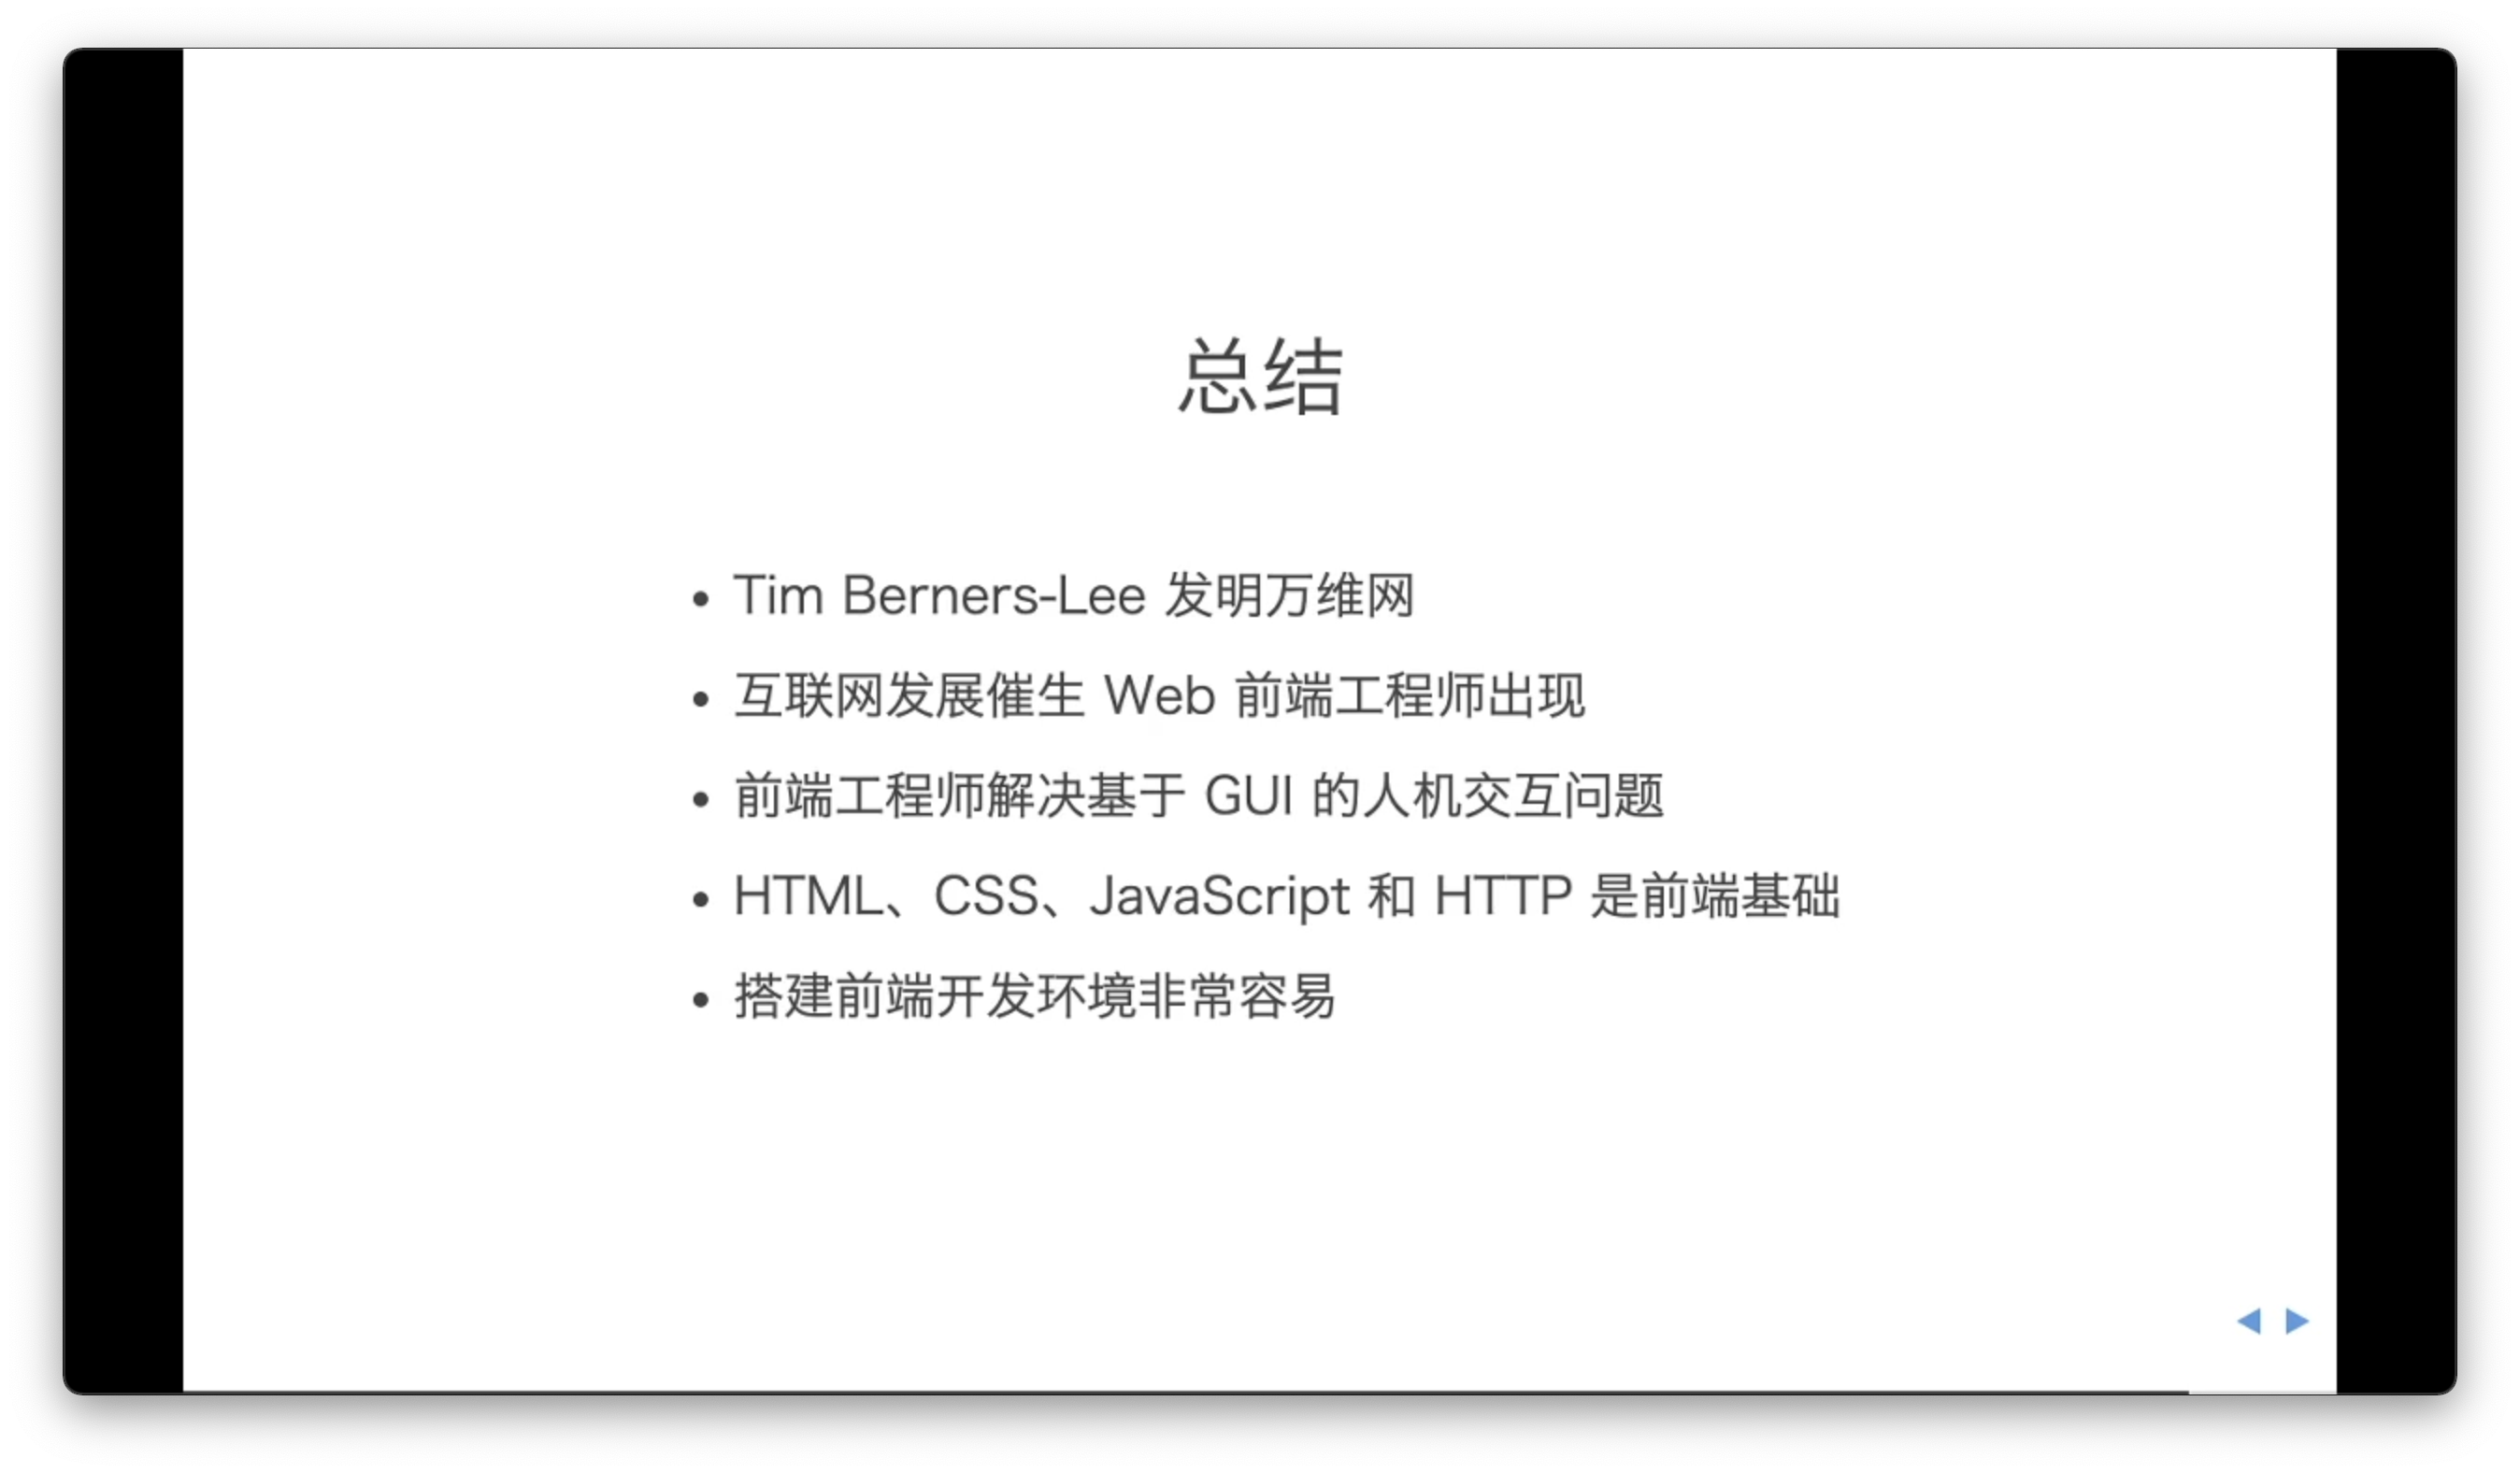 总结
• Tim Berners-Lee 发明万维网
• 互联网发展催生 Web 前端工程师出现
• 前端工程师解决基于 GUI 的人机交互问题
• HTML、CSS、JavaScript 和 HTTP 是前端基础
• 搭建前端开发环境非常容易